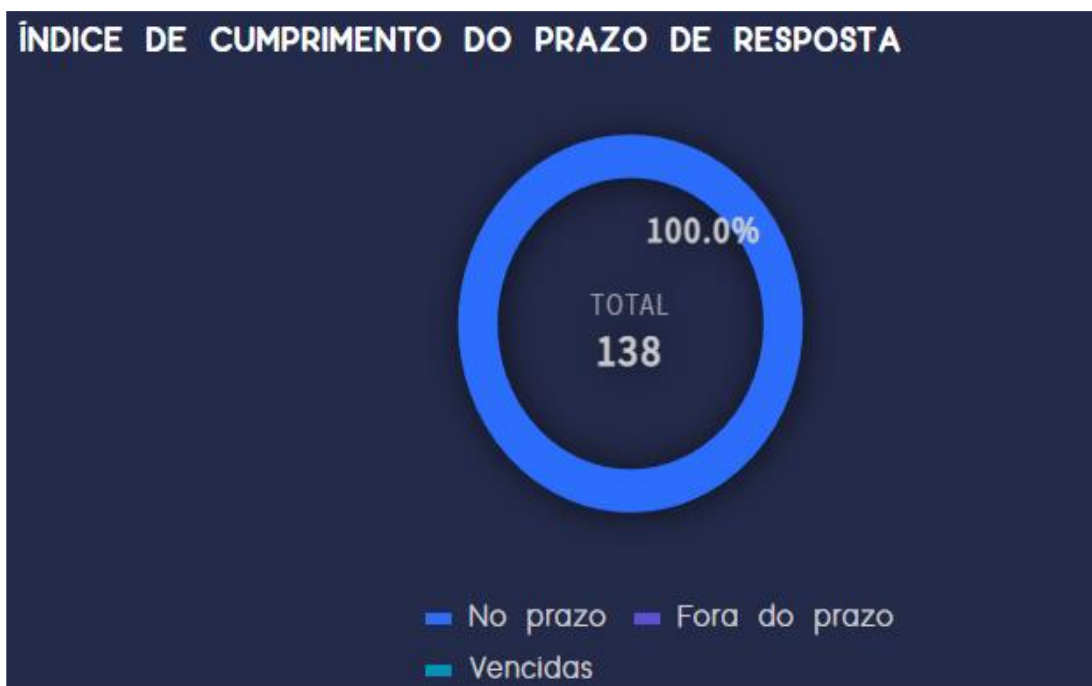 ÍNDICE DE CUMPRIMENTO DO PRAZO DE RESPOSTA
100.0%
TOTAL
138
No prazo Fora do prazo
Vencidas